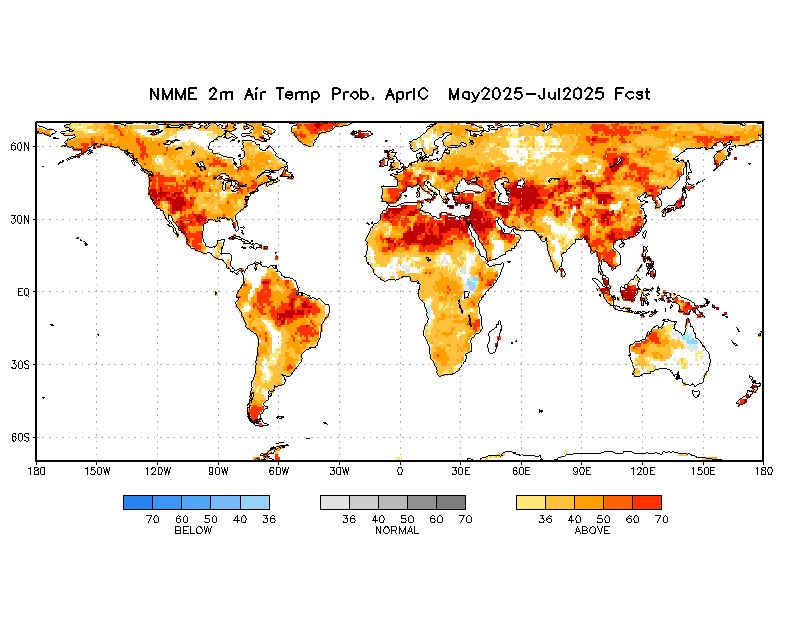 NMME 2m Air Temp Prob. AprIC May2025-Jul2025 Fcst
60N
30N
EQ
30S
60S
180 150W 120W 90W 60W 30W 0 30E 60E 90E 120E 150E 180
70 60 50 40 36 36 40 50 60 70 36 40 50 60 70
BELOW NORMAL ABOVE